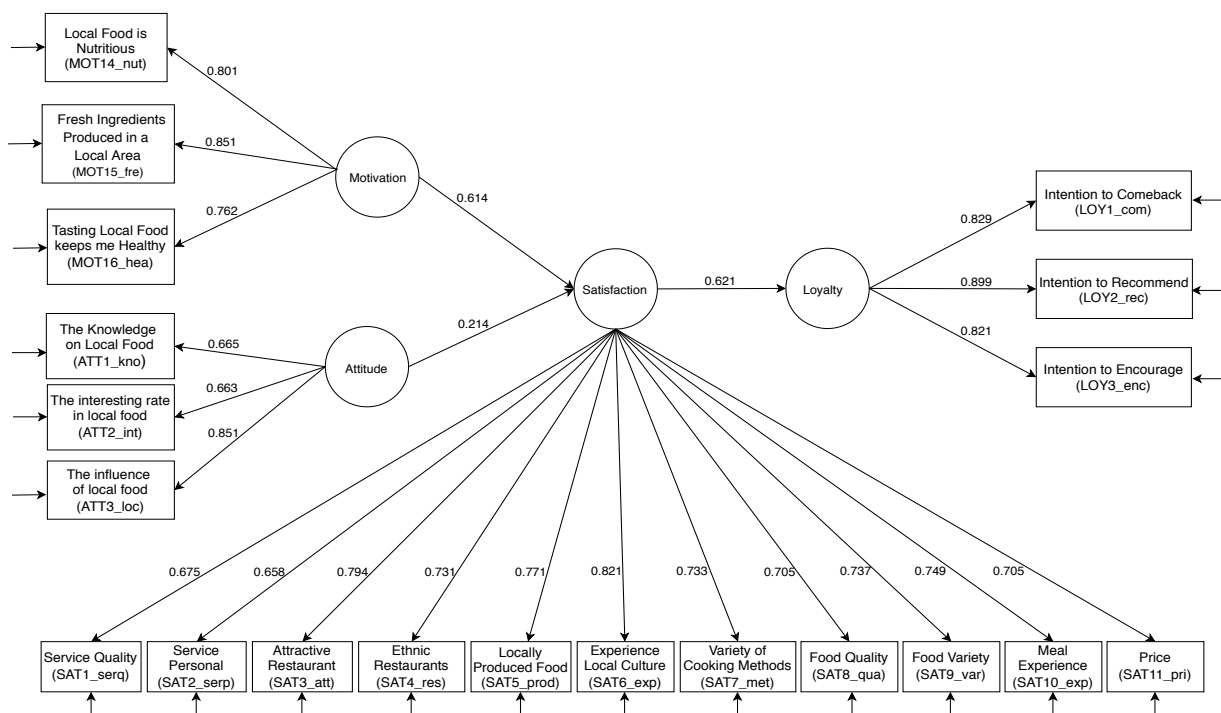 Local Food is
Nutritious
(MOT14_nut)
0.801
Fresh Ingredients
Produced in a
Local Area
(MOT15_fre)
0.851
Motivation
0.762
0.614
Tasting Local Food
keeps me Healthy
(MOT16_hea)
Intention to Comeback
(LOY1_com)
0.829
Satisfaction
0.621
Loyalty
0.899
Intention to Recommend
(LOY2_rec)
0.821
Intention to Encourage
(LOY3_enc)
The Knowledge
on Local Food
(ATT1_kno)
0.665
0.214
Attitude
0.663
The interesting rate
in local food
(ATT2_int)
0.851
The influence
of local food
(ATT3_loc)
0.675
0.658
0.794
0.731
0.771
0.821
0.733
0.705
0.737
0.749
0.705
Service Quality
(SAT1_serq)
Service
Personal
(SAT2_serp)
Attractive
Restaurant
(SAT3_att)
Ethnic
Restaurants
(SAT4_res)
Locally
Produced Food
(SAT5_prod)
Experience
Local Culture
(SAT6_exp)
Variety of
Cooking Methods
(SAT7_met)
Food Quality
(SAT8_qua)
Food Variety
(SAT9_var)
Meal
Experience
(SAT10_exp)
Price
(SAT11_pri)